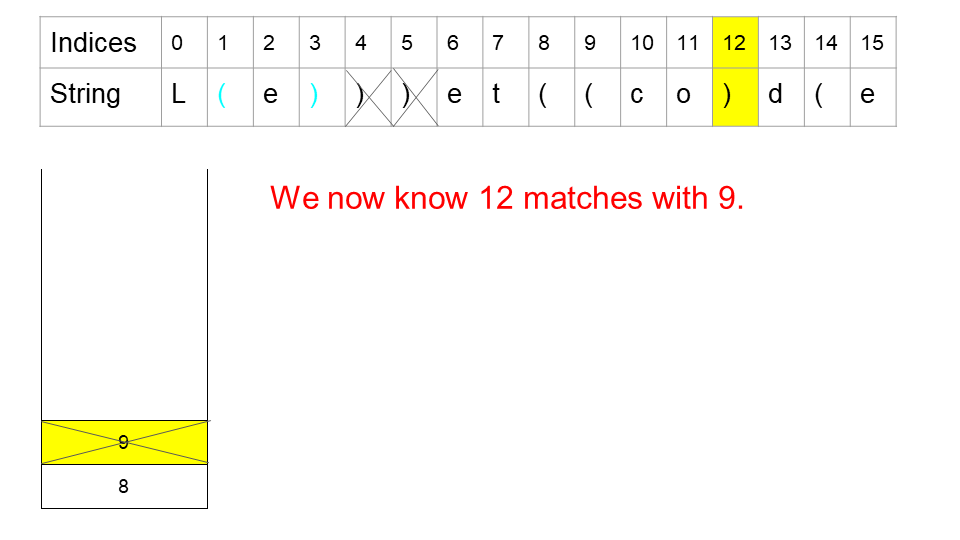 Indices 0 1 2 3 4 5 6 7 8 9 10 11 12 13 14 15
String L ( e ) ) ) e t ( ( c o ) d ( e
We now know 12 matches with 9.
9
8